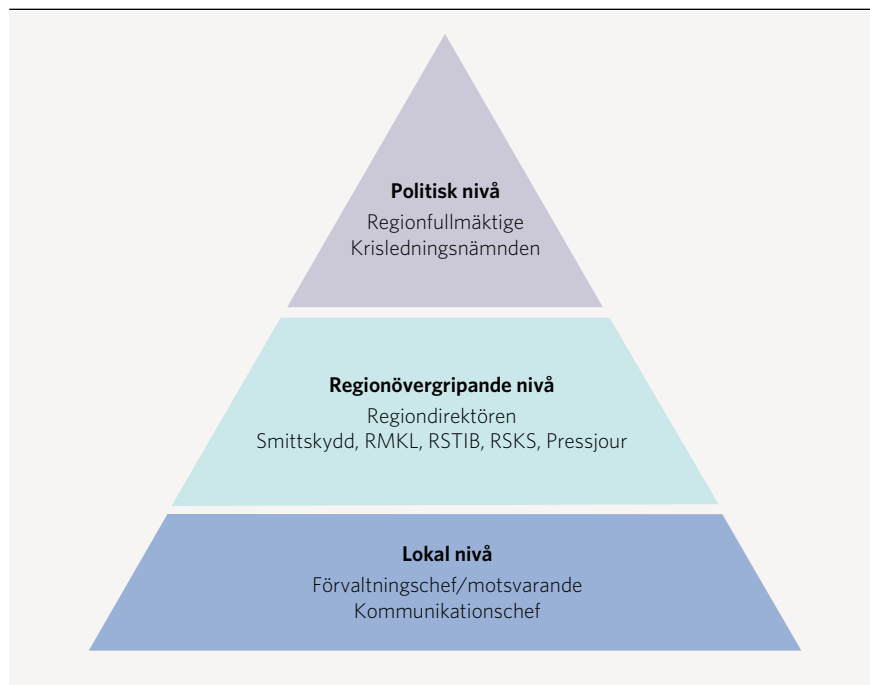 Politisk nivå
Regionfullmäktige
Krisledningsnämnden
Regionövergripande nivå
Regiondirektören
Smittskydd, RMKL, RSTIB, RSKS, Pressjour
Lokal nivå
Förvaltningschef/motsvarande
Kommunikationschef